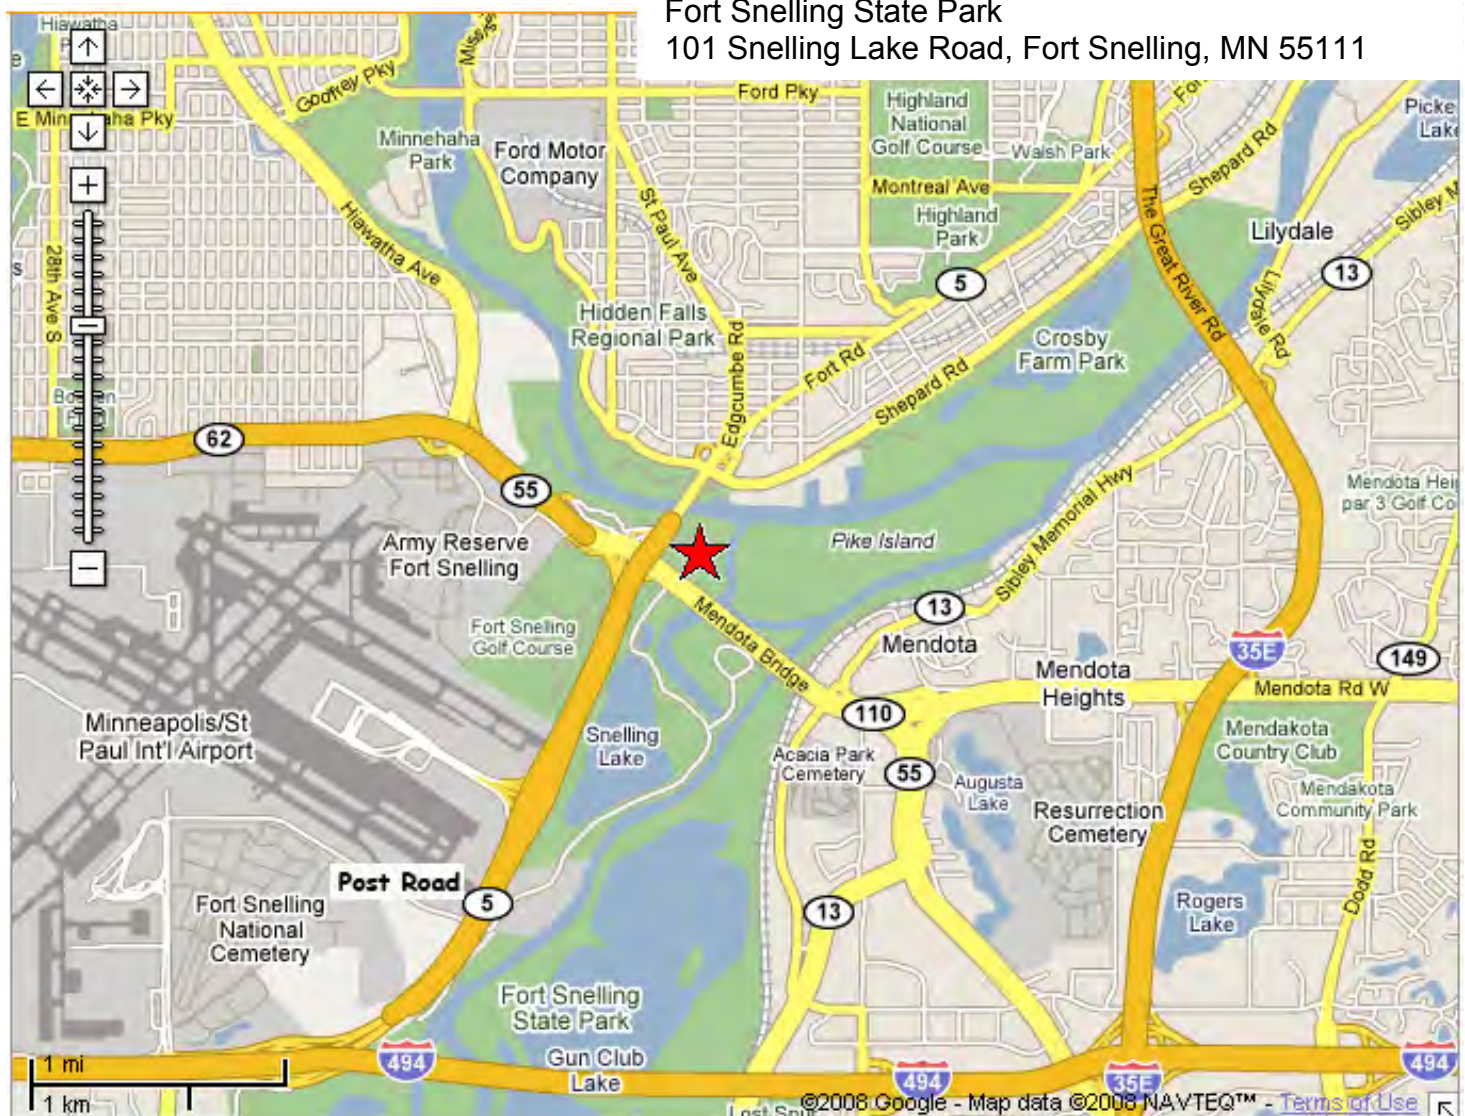 Fort Snelling State Park
101 Snelling Lake Road, Fort Snelling, MN 55111
Hiawatha
Godfrey Pky
Ford Pky
Minnehaha
Park
Ford Motor
Company
Highland
National
Golf Course
Walsh Park
Montreal Ave
Highland
Park
Shepard Rd
Lilydale
Sibley M
Picke
Lake
Hiawatha Ave
St Paul Ave
28th Ave S
The Great River Rd
Lilydale Rd
5
13
Hidden Falls
Regional Park
Edgcumbe Rd
Fort Rd
Shepard Rd
Crosby
Farm Park
62
55
Sibley Memorial Hwy
Mendota Hei
par 3 Golf Co
Army Reserve
Fort Snelling
Pike Island
Fort Snelling
Golf Course
Mendota Bridge
13
Mendota
35E
149
Mendota
Heights
Mendota Rd W
110
Minneapolis/St
Paul Int'l Airport
Snelling
Lake
Acacia Park
Cemetery
55
Augusta
Lake
Mendakota
Country Club
Mendakota
Community Park
Resurrection
Cemetery
Dodd Rd
Post Road
5
Fort Snelling
National
Cemetery
13
Rogers
Lake
Fort Snelling
State Park
Gun Club
Lake
494
494
35E
494
1 mi
1 km
©2008 Google - Map data ©2008 NAVTEQ™ - Terms of Use